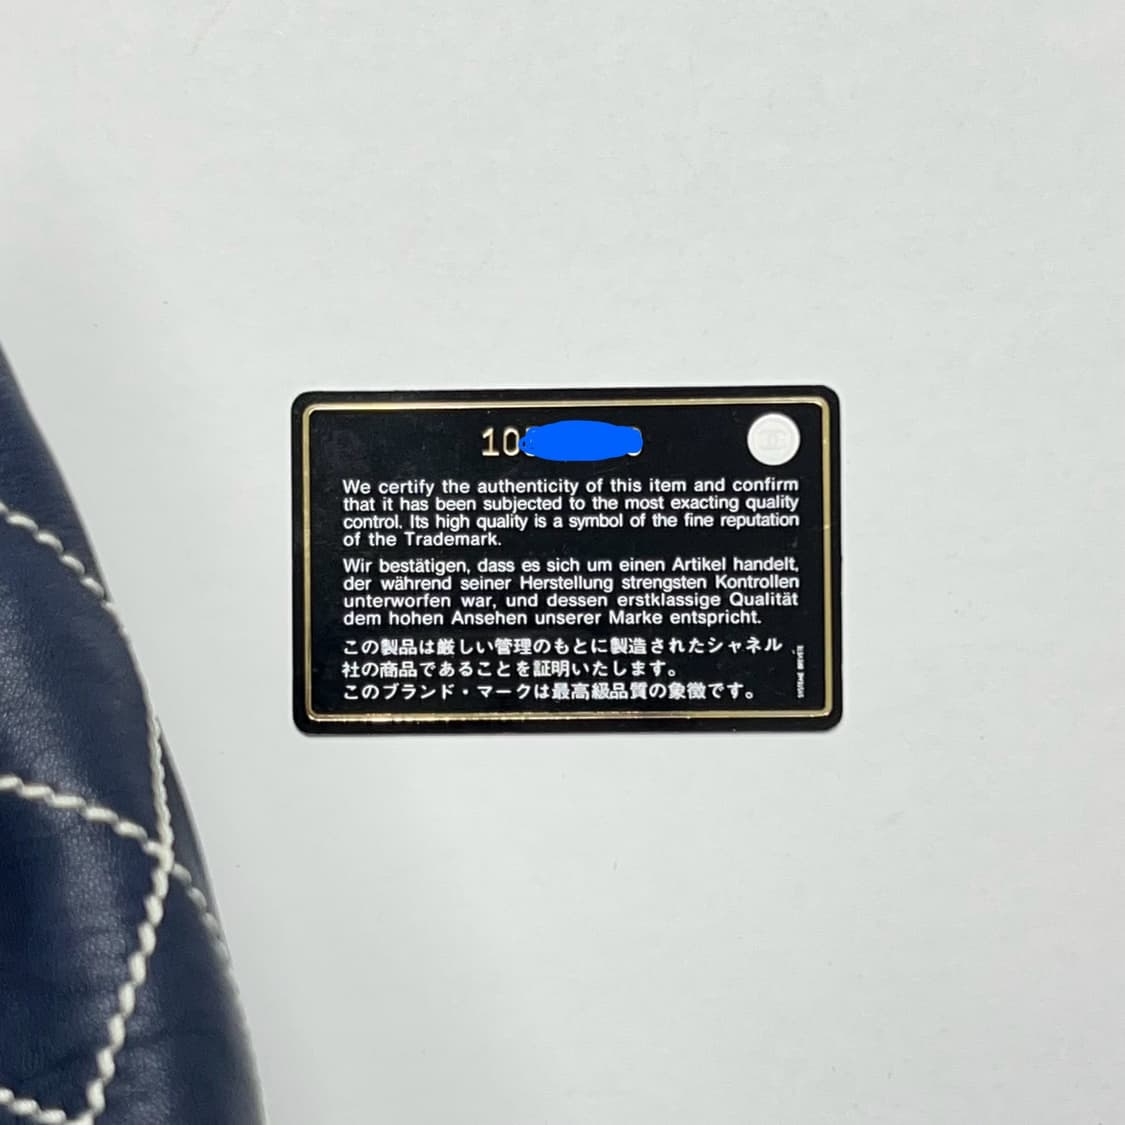 10
We certify the authenticity of this item and confirm
that it has been subjected to the most exacting quality
control. Its high quality is a symbol of the fine reputation
of the Trademark.
Wir bestätigen, dass es sich um einen Artikel handelt,
der während seiner Herstellung strengsten Kontrollen
unterworfen war, und dessen erstklassige Qualität
dem hohen Ansehen unserer Marke entspricht.
この製品は厳しい管理のもとに製造されたシャネル
社の商品であることを証明いたします。
このブランド・マークは最高級品質の象徴です。
SYSTEME BREVETE